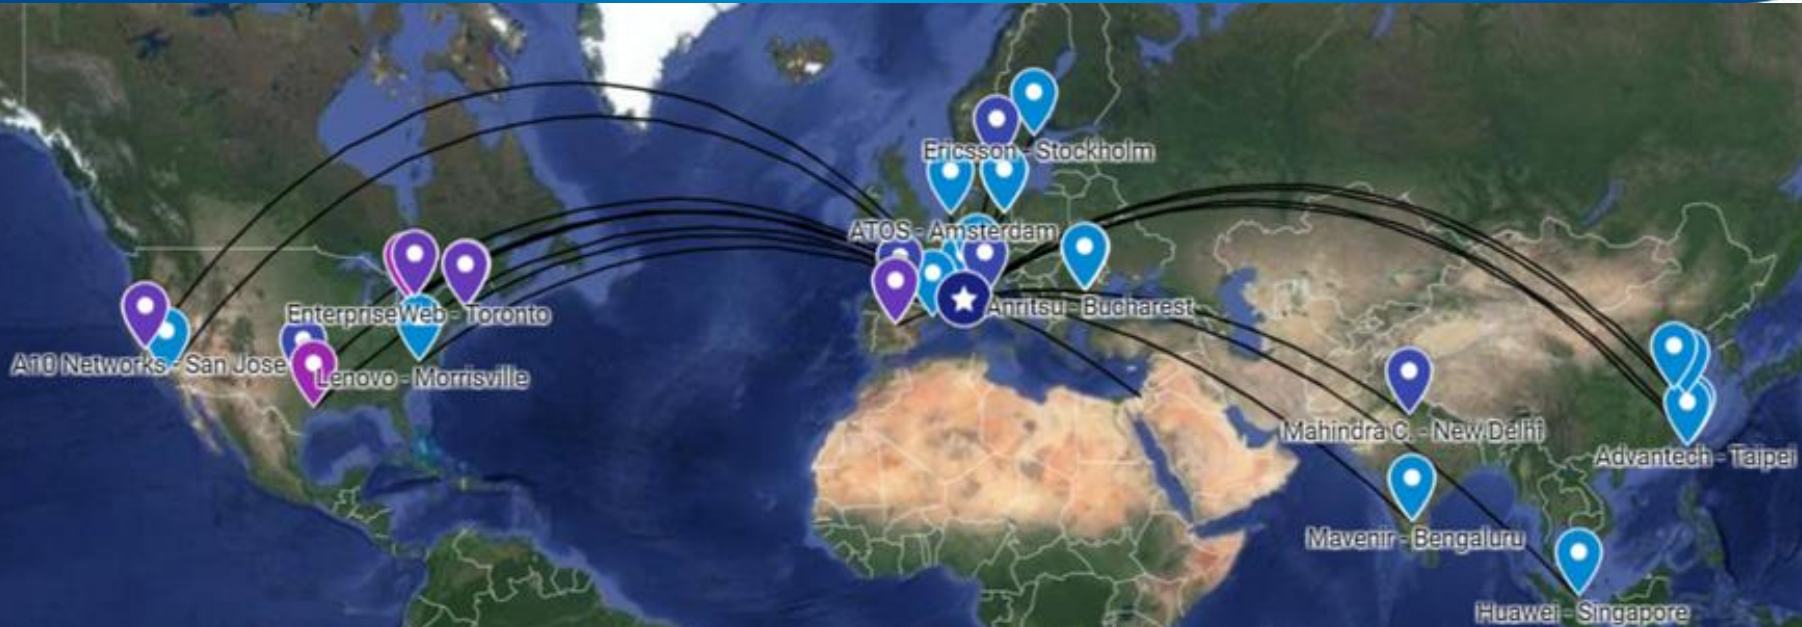 Ericsson - Stockholm
ATOS - Amsterdam
Anritsu - Bucharest
EnterpriseWeb - Toronto
A10 Networks - San Jose
Lenovo - Morrisville
Mahindra C. - New Delhi
Advantech - Taipei
Mavenir - Bengaluru
Huawei - Singapore